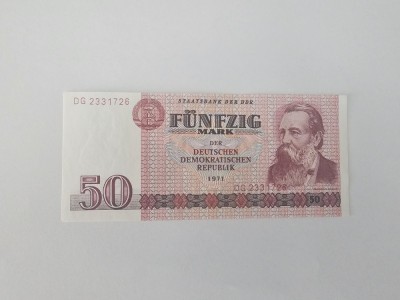 DG 2331726
STAATSBANK DER DDR
FÜNFZIG
MARK
DER
DEUTSCHEN
DEMOKRATISCHEN
REPUBLIK
1971
DG 2331726
50
50